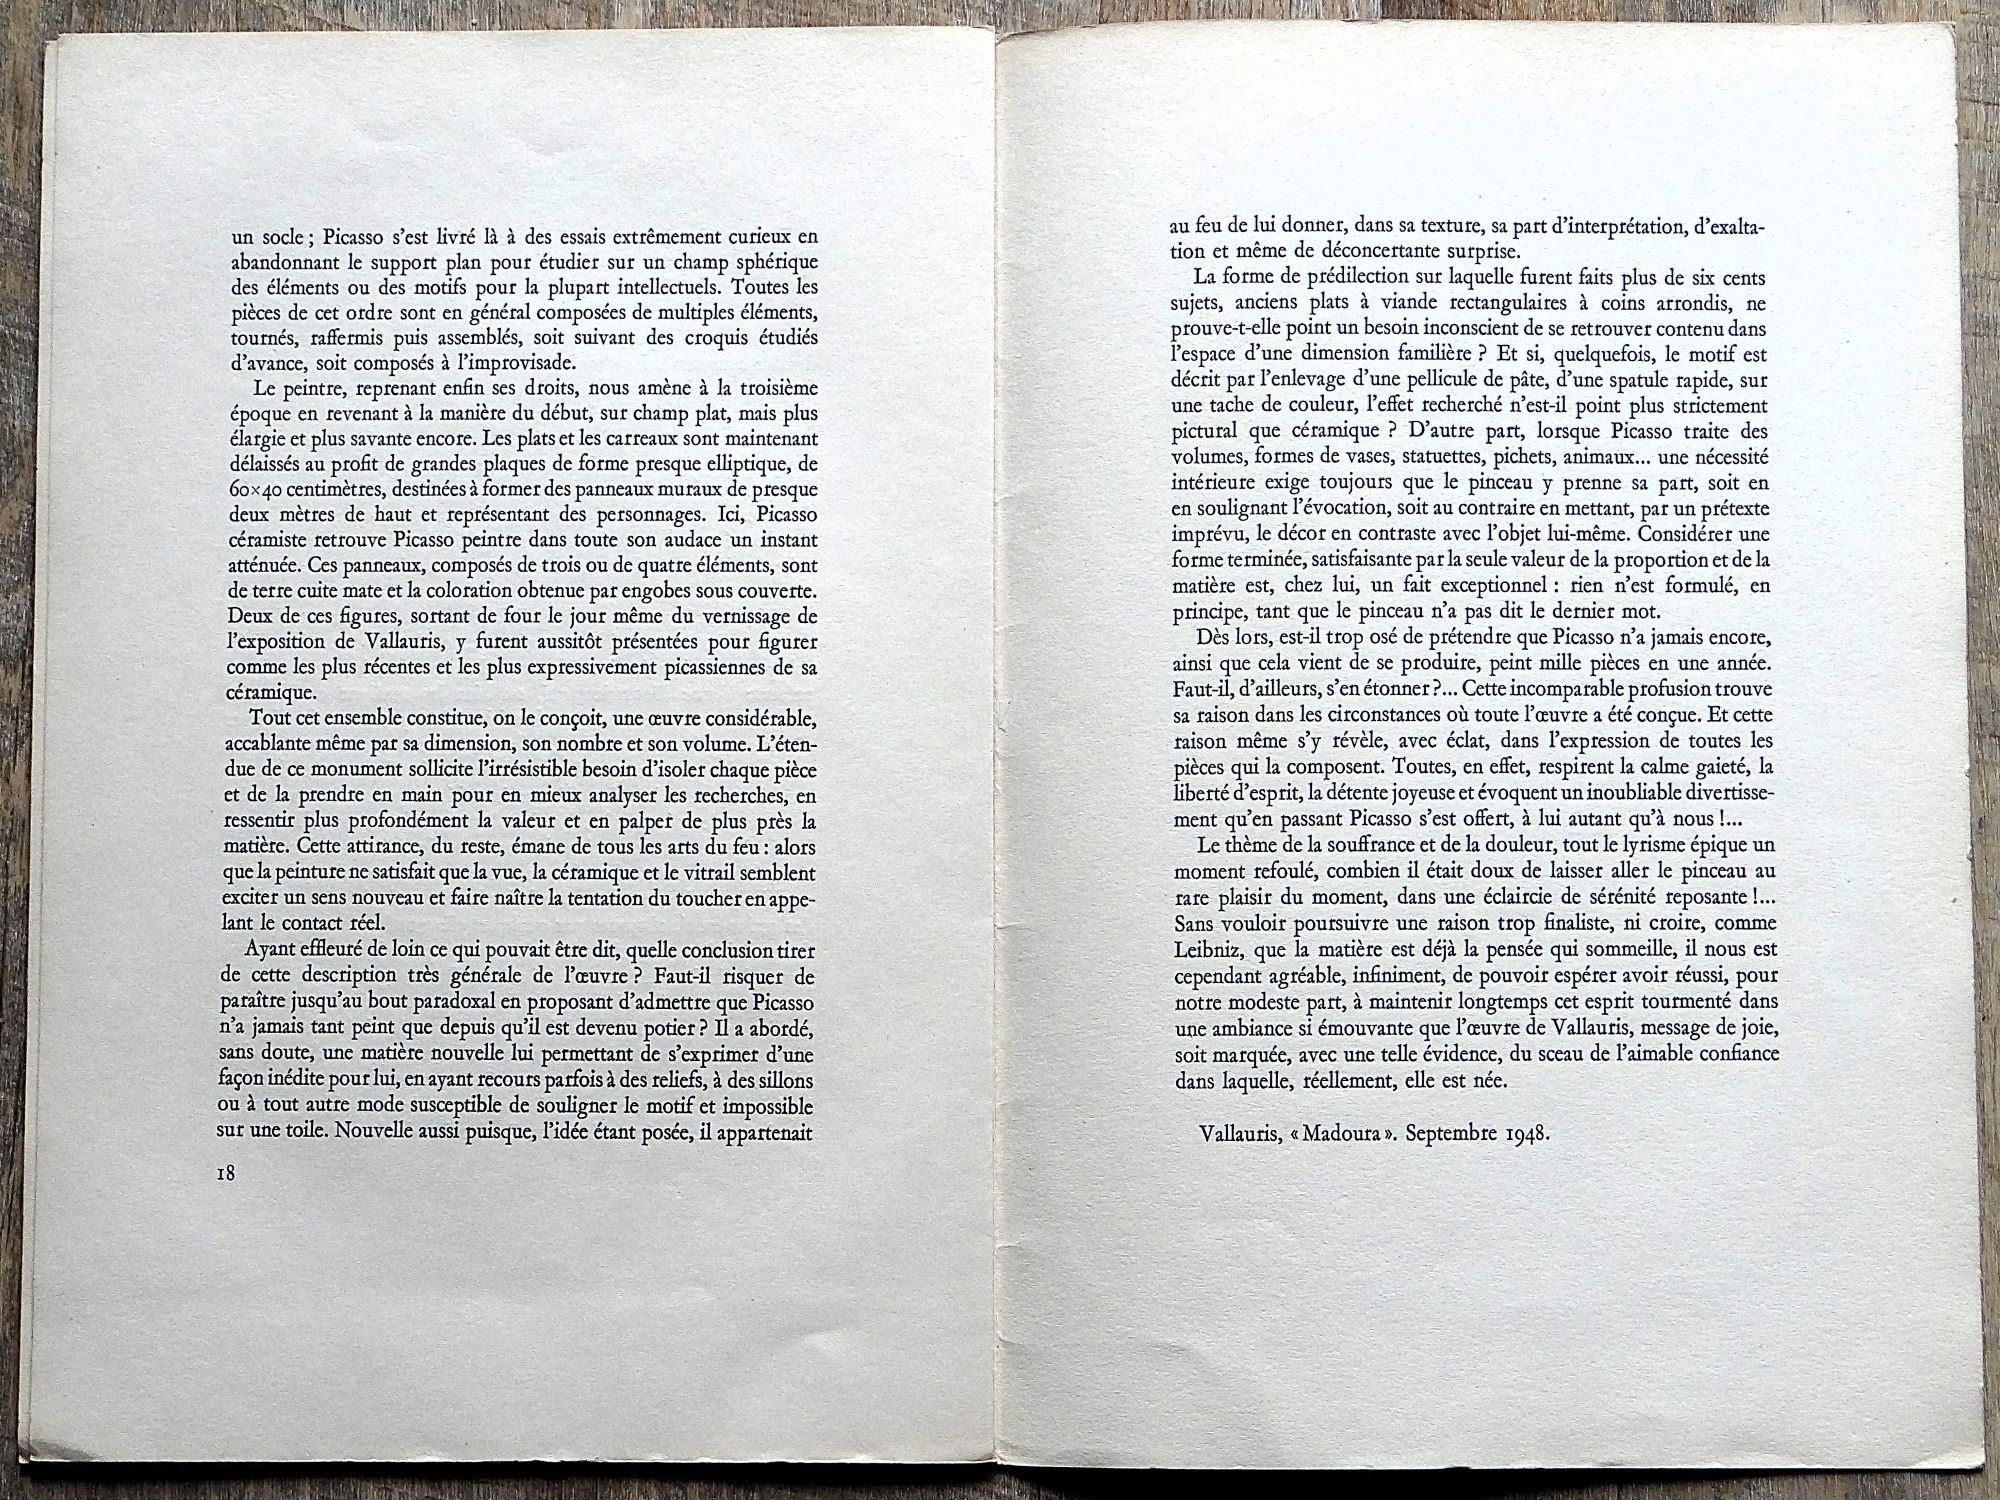 un socle ; Picasso s'est livré là à des essais extrêmement curieux en
abandonnant le support plan pour étudier sur un champ sphérique
des éléments ou des motifs pour la plupart intellectuels. Toutes les
pièces de cet ordre sont en général composées de multiples éléments,
tournés, raffermis puis assemblés, soit suivant des croquis étudiés
d'avance, soit composés à l'improvisade.
Le peintre, reprenant enfin ses droits, nous amène à la troisième
époque en revenant à la manière du début, sur champ plat, mais plus
élargie et plus savante encore. Les plats et les carreaux sont maintenant
délaissés au profit de grandes plaques de forme presque elliptique, de
60×40 centimètres, destinées à former des panneaux muraux de presque
deux mètres de haut et représentant des personnages. Ici, Picasso
céramiste retrouve Picasso peintre dans toute son audace un instant
atténuée. Ces panneaux, composés de trois ou de quatre éléments, sont
de terre cuite mate et la coloration obtenue par engobes sous couverte.
Deux de ces figures, sortant de four le jour même du vernissage de
l'exposition de Vallauris, y furent aussitôt présentées pour figurer
comme les plus récentes et les plus expressivement picassiennes de sa
céramique.
Tout cet ensemble constitue, on le conçoit, une œuvre considérable,
accablante même par sa dimension, son nombre et son volume. L'éten-
due de ce monument sollicite l'irrésistible besoin d'isoler chaque pièce
et de la prendre en main pour en mieux analyser les recherches, en
ressentir plus profondément la valeur et en palper de plus près la
matière. Cette attirance, du reste, émane de tous les arts du feu : alors
que la peinture ne satisfait que la vue, la céramique et le vitrail semblent
exciter un sens nouveau et faire naître la tentation du toucher en appe-
lant le contact réel.
Ayant effleuré de loin ce qui pouvait être dit, quelle conclusion tirer
de cette description très générale de l'œuvre ? Faut-il risquer de
paraître jusqu'au bout paradoxal en proposant d'admettre que Picasso
n'a jamais tant peint que depuis qu'il est devenu potier ? Il a abordé,
sans doute, une matière nouvelle lui permettant de s'exprimer d'une
façon inédite pour lui, en ayant recours parfois à des reliefs, à des sillons
ou à tout autre mode susceptible de souligner le motif et impossible
sur une toile. Nouvelle aussi puisque, l'idée étant posée, il appartenait
18
au feu de lui donner, dans sa texture, sa part d'interprétation, d'exalta-
tion et même de déconcertante surprise.
La forme de prédilection sur laquelle furent faits plus de six cents
sujets, anciens plats à viande rectangulaires à coins arrondis, ne
prouve-t-elle point un besoin inconscient de se retrouver contenu dans
l'espace d'une dimension familière ? Et si, quelquefois, le motif est
décrit par l'enlevage d'une pellicule de pâte, d'une spatule rapide, sur
une tache de couleur, l'effet recherché n'est-il point plus strictement
pictural que céramique ? D'autre part, lorsque Picasso traite des
volumes, formes de vases, statuettes, pichets, animaux... une nécessité
intérieure exige toujours que le pinceau y prenne sa part, soit en
en soulignant l'évocation, soit au contraire en mettant, par un prétexte
imprévu, le décor en contraste avec l'objet lui-même. Considérer une
forme terminée, satisfaisante par la seule valeur de la proportion et de la
matière est, chez lui, un fait exceptionnel : rien n'est formulé, en
principe, tant que le pinceau n'a pas dit le dernier mot.
Dès lors, est-il trop osé de prétendre que Picasso n'a jamais encore,
ainsi que cela vient de se produire, peint mille pièces en une année.
Faut-il, d'ailleurs, s'en étonner ?... Cette incomparable profusion trouve
sa raison dans les circonstances où toute l'œuvre a été conçue. Et cette
raison même s'y révèle, avec éclat, dans l'expression de toutes les
pièces qui la composent. Toutes, en effet, respirent la calme gaieté, la
liberté d'esprit, la détente joyeuse et évoquent un inoubliable divertisse-
ment qu'en passant Picasso s'est offert, à lui autant qu'à nous !...
Le thème de la souffrance et de la douleur, tout le lyrisme épique un
moment refoulé, combien il était doux de laisser aller le pinceau au
rare plaisir du moment, dans une éclaircie de sérénité reposante !...
Sans vouloir poursuivre une raison trop finaliste, ni croire, comme
Leibniz, que la matière est déjà la pensée qui sommeille, il nous est
cependant agréable, infiniment, de pouvoir espérer avoir réussi, pour
notre modeste part, à maintenir longtemps cet esprit tourmenté dans
une ambiance si émouvante que l'œuvre de Vallauris, message de joie,
soit marquée, avec une telle évidence, du sceau de l'aimable confiance
dans laquelle, réellement, elle est née.
Vallauris, « Madoura ». Septembre 1948.